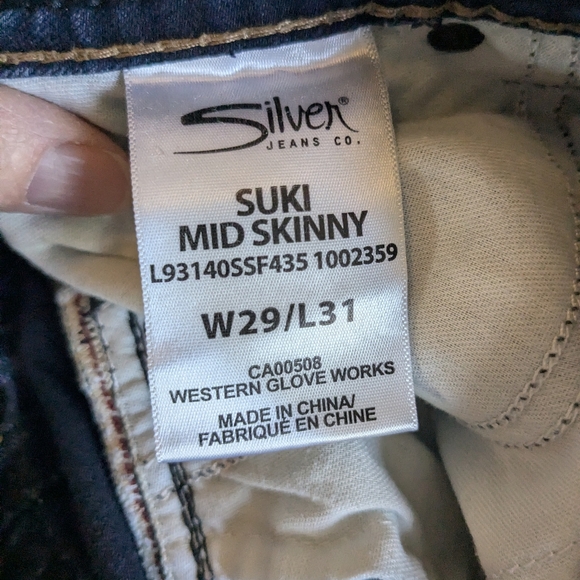 Silver®
JEANS CO.
SUKI
MID SKINNY
L93140SSF435 1002359
W29/L31
CA00508
WESTERN GLOVE WORKS
MADE IN CHINA/
FABRIQUÉ EN CHINE